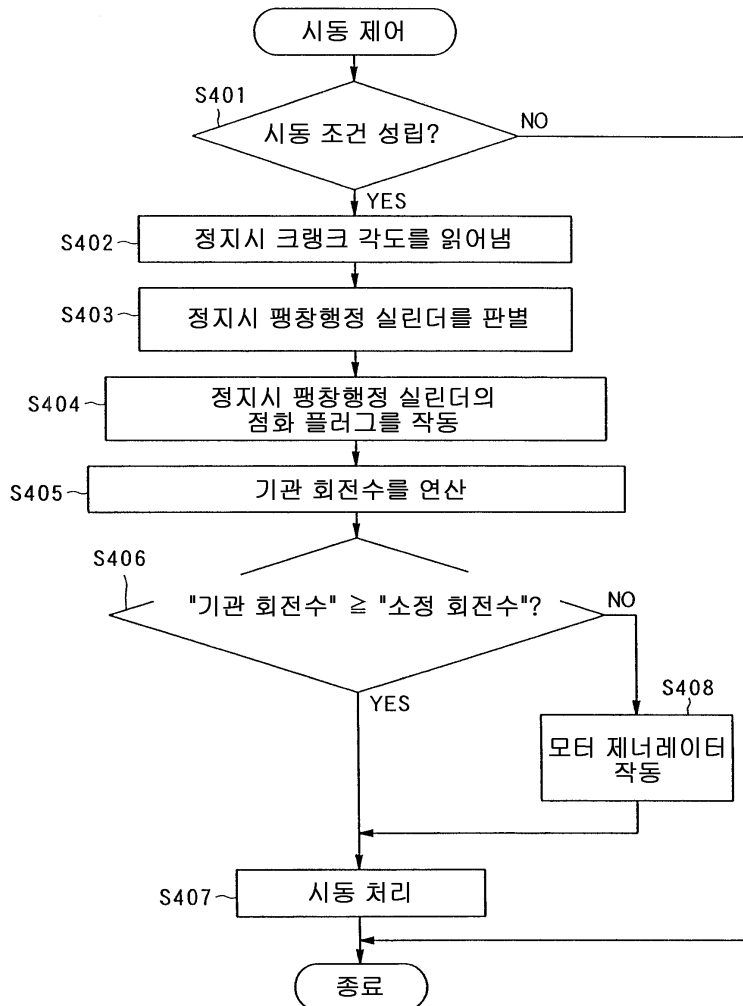 시동 제어
S401
시동 조건 성립?
NO
YES
S402
정지시 크랭크 각도를 읽어냄
S403
정지시 팽창행정 실린더를 판별
S404
정지시 팽창행정 실린더의
점화 플러그를 작동
S405
기관 회전수를 연산
S406
"기관 회전수" ≧ "소정 회전수"?
NO
YES
S408
모터 제너레이터
작동
S407
시동 처리
종료